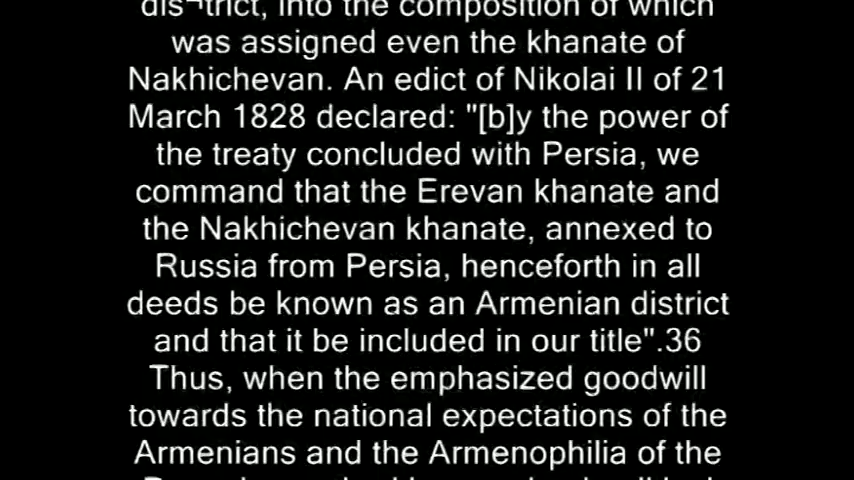 dis¬trict, into the composition of which
was assigned even the khanate of
Nakhichevan. An edict of Nikolai II of 21
March 1828 declared: "[b]y the power of
the treaty concluded with Persia, we
command that the Erevan khanate and
the Nakhichevan khanate, annexed to
Russia from Persia, henceforth in all
deeds be known as an Armenian district
and that it be included in our title".36
Thus, when the emphasized goodwill
towards the national expectations of the
Armenians and the Armenophilia of the